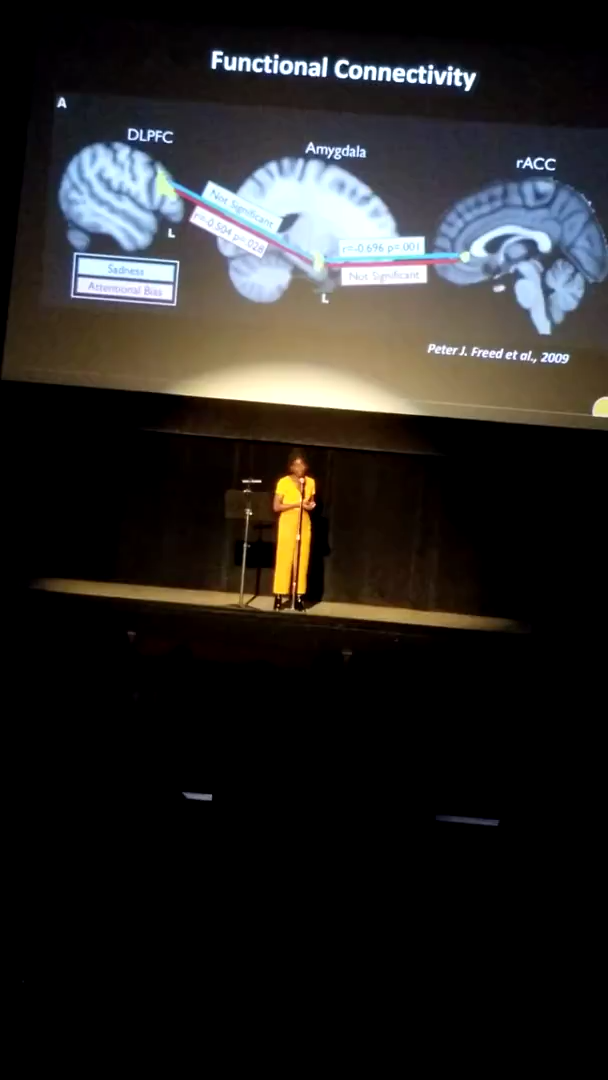 Functional Connectivity
A
DLPFC
Amygdala
rACC
Not Significant
r=-0.504 p=.028
r=-0.696 p=.001
Not Significant
L
Sadness
Attentional Bias
L
Peter J. Freed et al., 2009